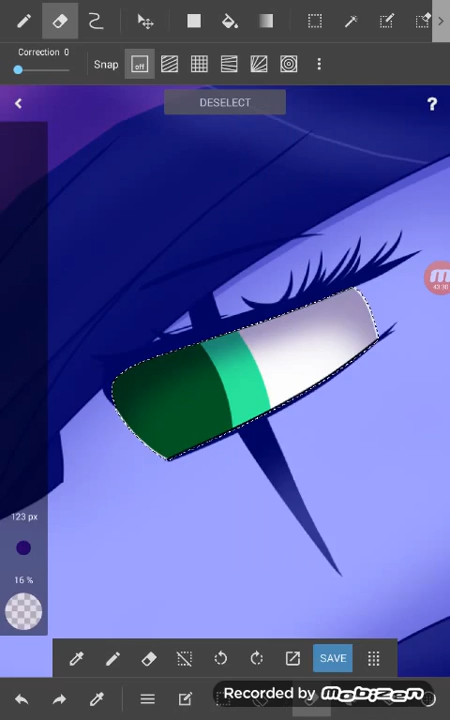 Correction 0
Snap
off
DESELECT
?
123 px
16 %
SAVE
Recorded by Mobizen